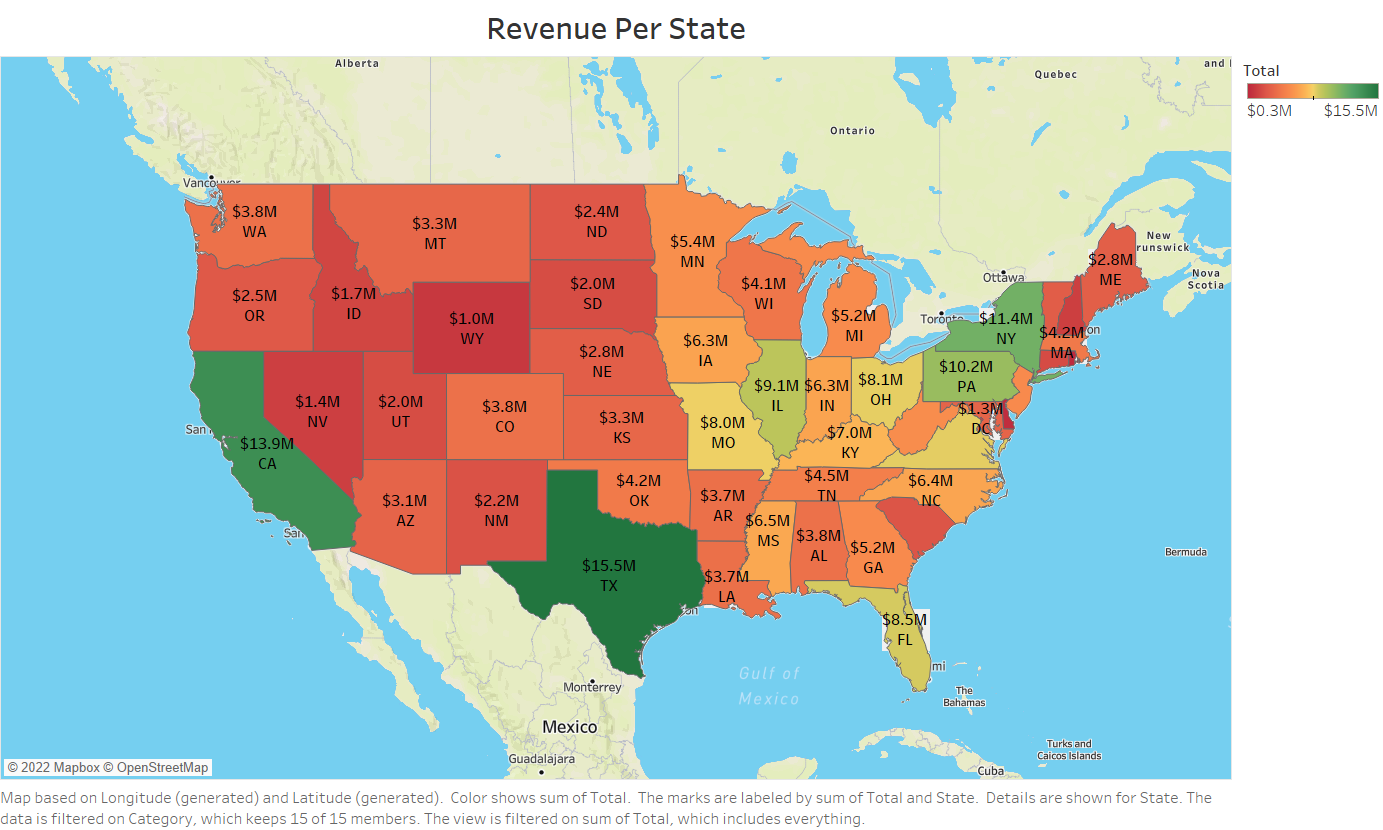 Revenue Per State
Total
$0.3M $15.5M
Alberta
Quebec
and
Ontario
Vancouver
$3.8M
WA
$3.3M
MT
$2.4M
ND
$5.4M
MN
New
runswick
Nova
Scotia
$2.8M
ME
Ottawa
$2.5M
OR
$1.7M
ID
$1.0M
WY
$2.0M
SD
$4.1M
WI
$5.2M
MI
Toronto
$11.4M
NY
$4.2M
MA
on
$6.3M
IA
$2.8M
NE
$9.1M
IL
$6.3M
IN
$8.1M
OH
$10.2M
PA
$1.4M
NV
$2.0M
UT
$3.8M
CO
$3.3M
KS
$8.0M
MO
$7.0M
KY
$1.3M
DC
San
$13.9M
CA
$3.1M
AZ
$2.2M
NM
$4.2M
OK
$3.7M
AR
$4.5M
TN
$6.4M
NC
San
$6.5M
MS
$3.8M
AL
$5.2M
GA
Bermuda
$15.5M
TX
$3.7M
LA
on
$8.5M
FL
mi
Gulf of
Mexico
Monterrey
The
Bahamas
Mexico
Guadalajara
Turks and
Caicos Islands
Cuba
© 2022 Mapbox © OpenStreetMap
Map based on Longitude (generated) and Latitude (generated).  Color shows sum of Total.  The marks are labeled by sum of Total and State.  Details are shown for State. The
data is filtered on Category, which keeps 15 of 15 members. The view is filtered on sum of Total, which includes everything.